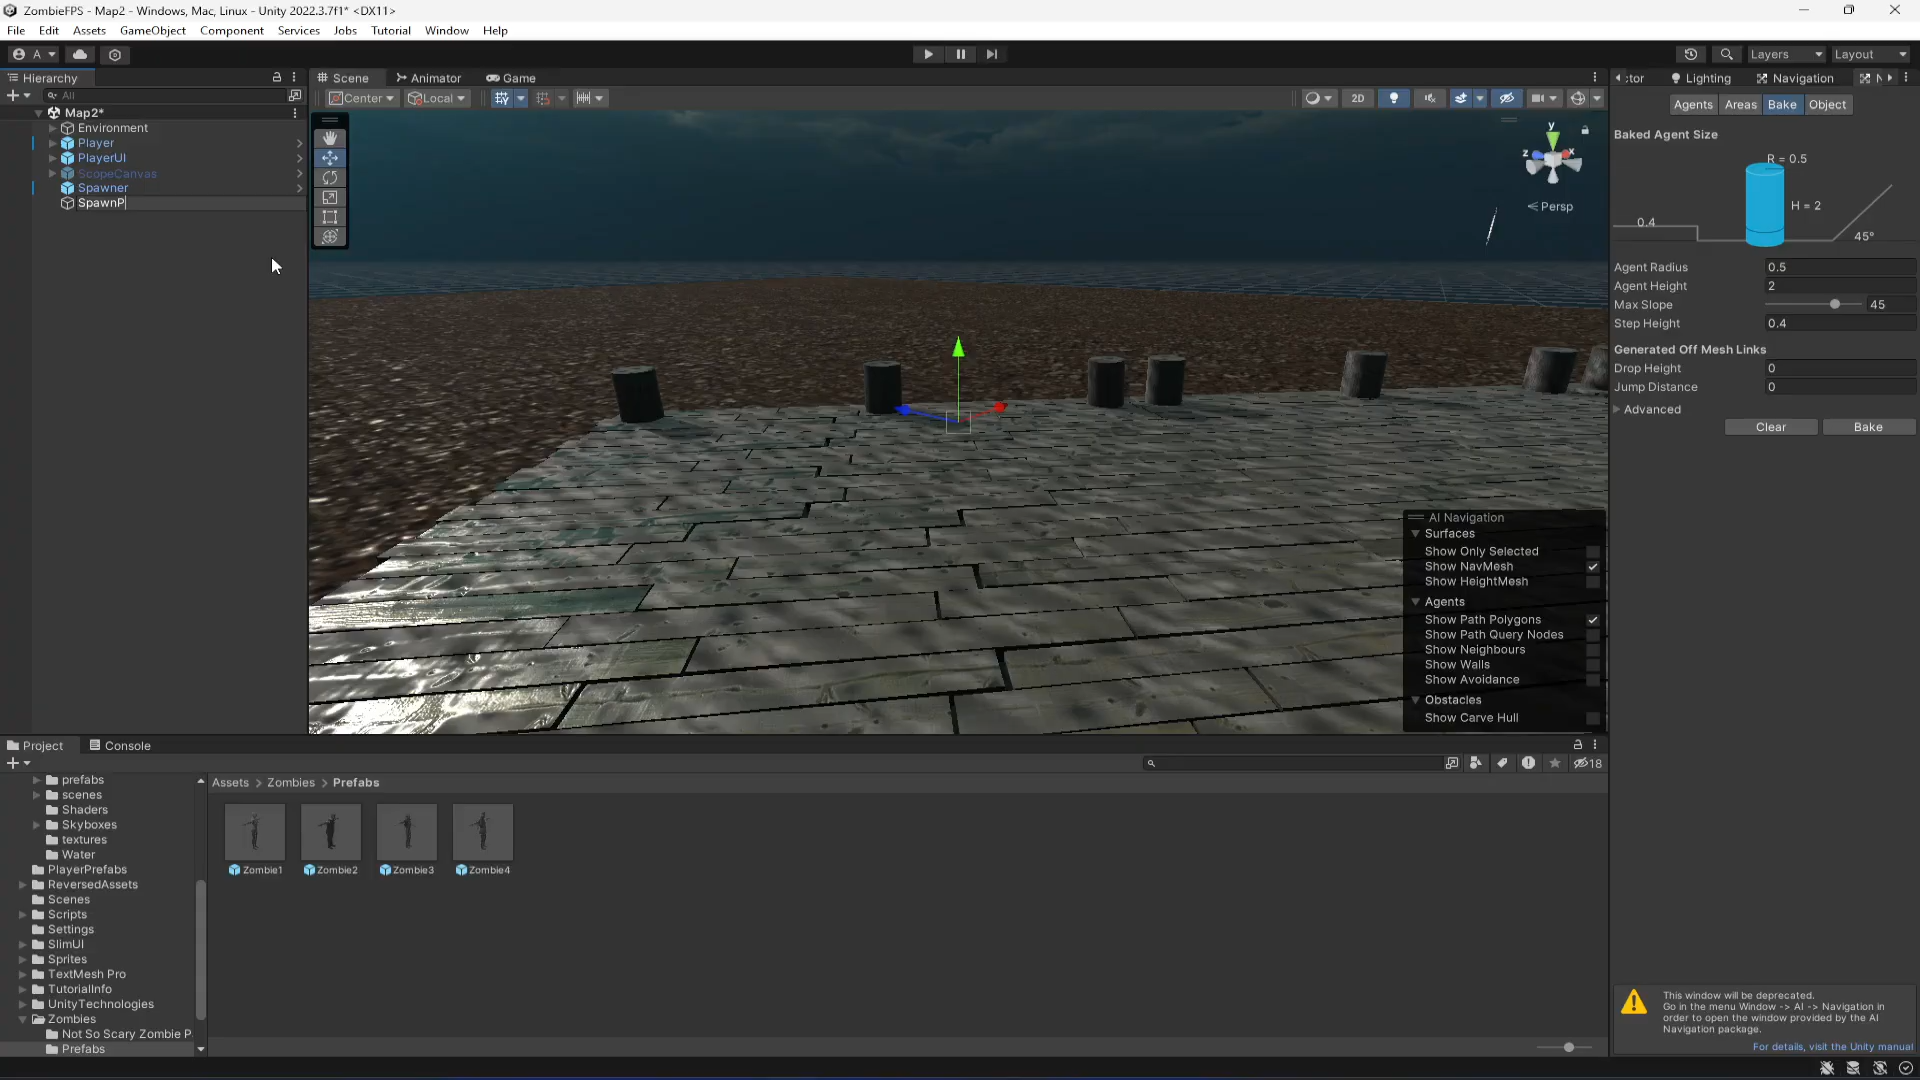 ZombieFPS - Map2 - Windows, Mac, Linux - Unity 2022.3.7f1* <DX11>
File Edit Assets GameObject Component Services Jobs Tutorial Window Help
A Layers Layout
Hierarchy
All
Map2*
Environment
Player
PlayerUI
ScopeCanvas
Spawner
SpawnP
Scene Animator Game
Center Local 2D
y
z x
Persp
AI Navigation
Surfaces
Show Only Selected
Show NavMesh
Show HeightMesh
Agents
Show Path Polygons
Show Path Query Nodes
Show Neighbours
Show Walls
Show Avoidance
Obstacles
Show Carve Hull
Lighting Navigation
Agents Areas Bake Object
Baked Agent Size
R = 0.5
H = 2
0.4
45°
Agent Radius 0.5
Agent Height 2
Max Slope 45
Step Height 0.4
Generated Off Mesh Links
Drop Height 0
Jump Distance 0
Advanced
Clear Bake
This window will be deprecated.
Go in the menu Window -> AI -> Navigation in
order to open the window provided by the AI
Navigation package.
For details, visit the Unity manual
Project Console
18
prefabs
scenes
Shaders
Skyboxes
textures
Water
PlayerPrefabs
ReversedAssets
Scenes
Scripts
Settings
SlimUI
Sprites
TextMesh Pro
TutorialInfo
UnityTechnologies
Zombies
Not So Scary Zombie P
Prefabs
Assets > Zombies > Prefabs
Zombie1 Zombie2 Zombie3 Zombie4